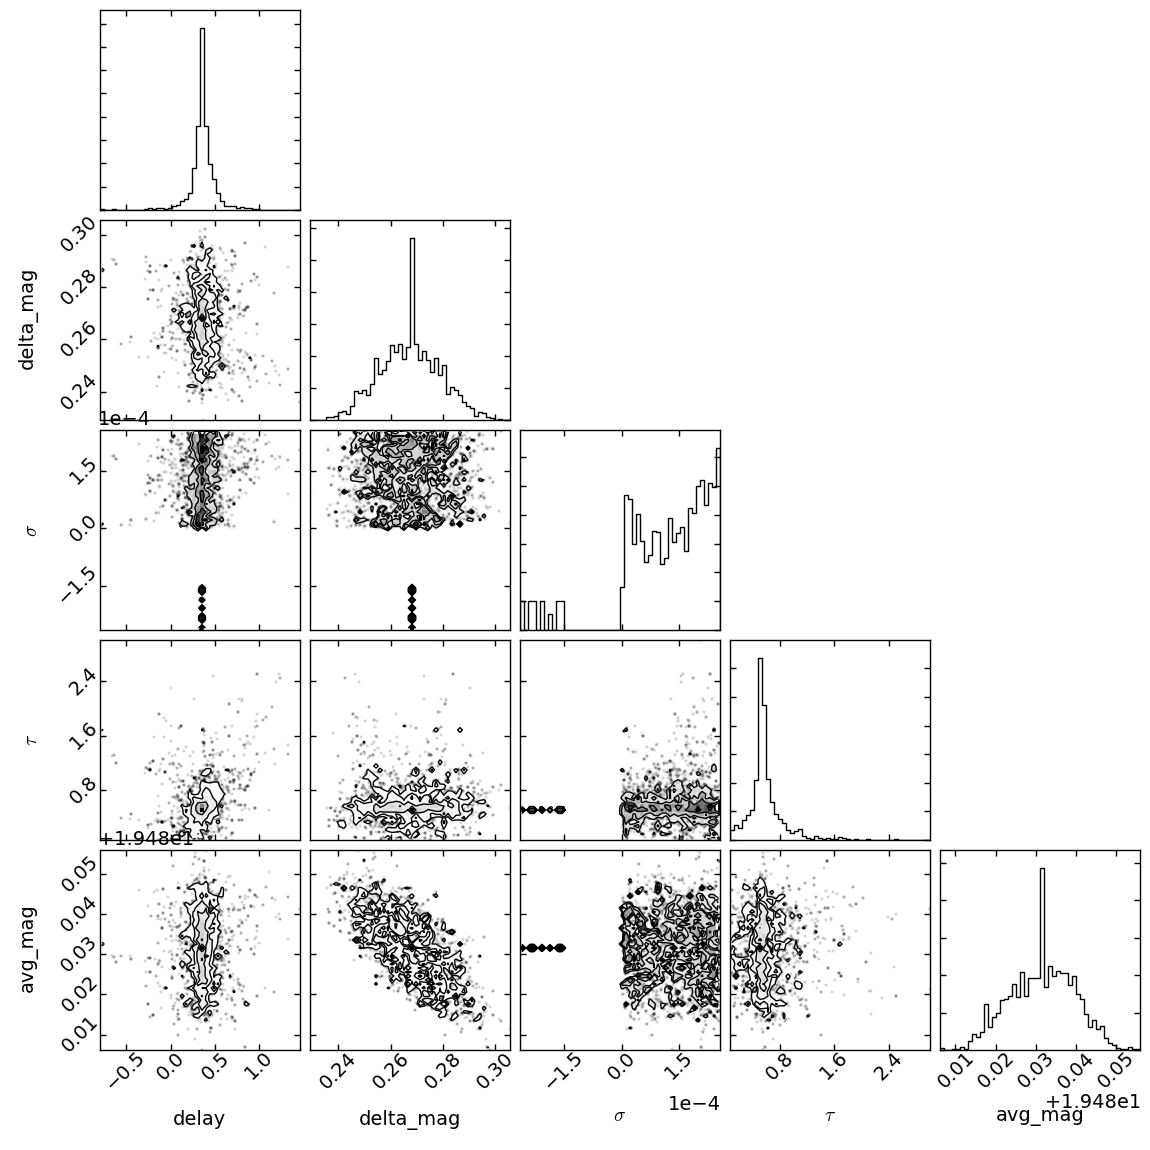 0.30
0.28
0.26
0.24
delta_mag
1e−4
1.5
0.0
−1.5
σ
2.4
1.6
0.8
τ
+1.948e1
0.05
0.04
0.03
0.02
0.01
avg_mag
−0.5 0.0 0.5 1.0
delay
0.24 0.26 0.28 0.30
delta_mag
−1.5 0.0 1.5
1e−4
σ
0.8 1.6 2.4
τ
0.01 0.02 0.03 0.04 0.05
+1.948e1
avg_mag